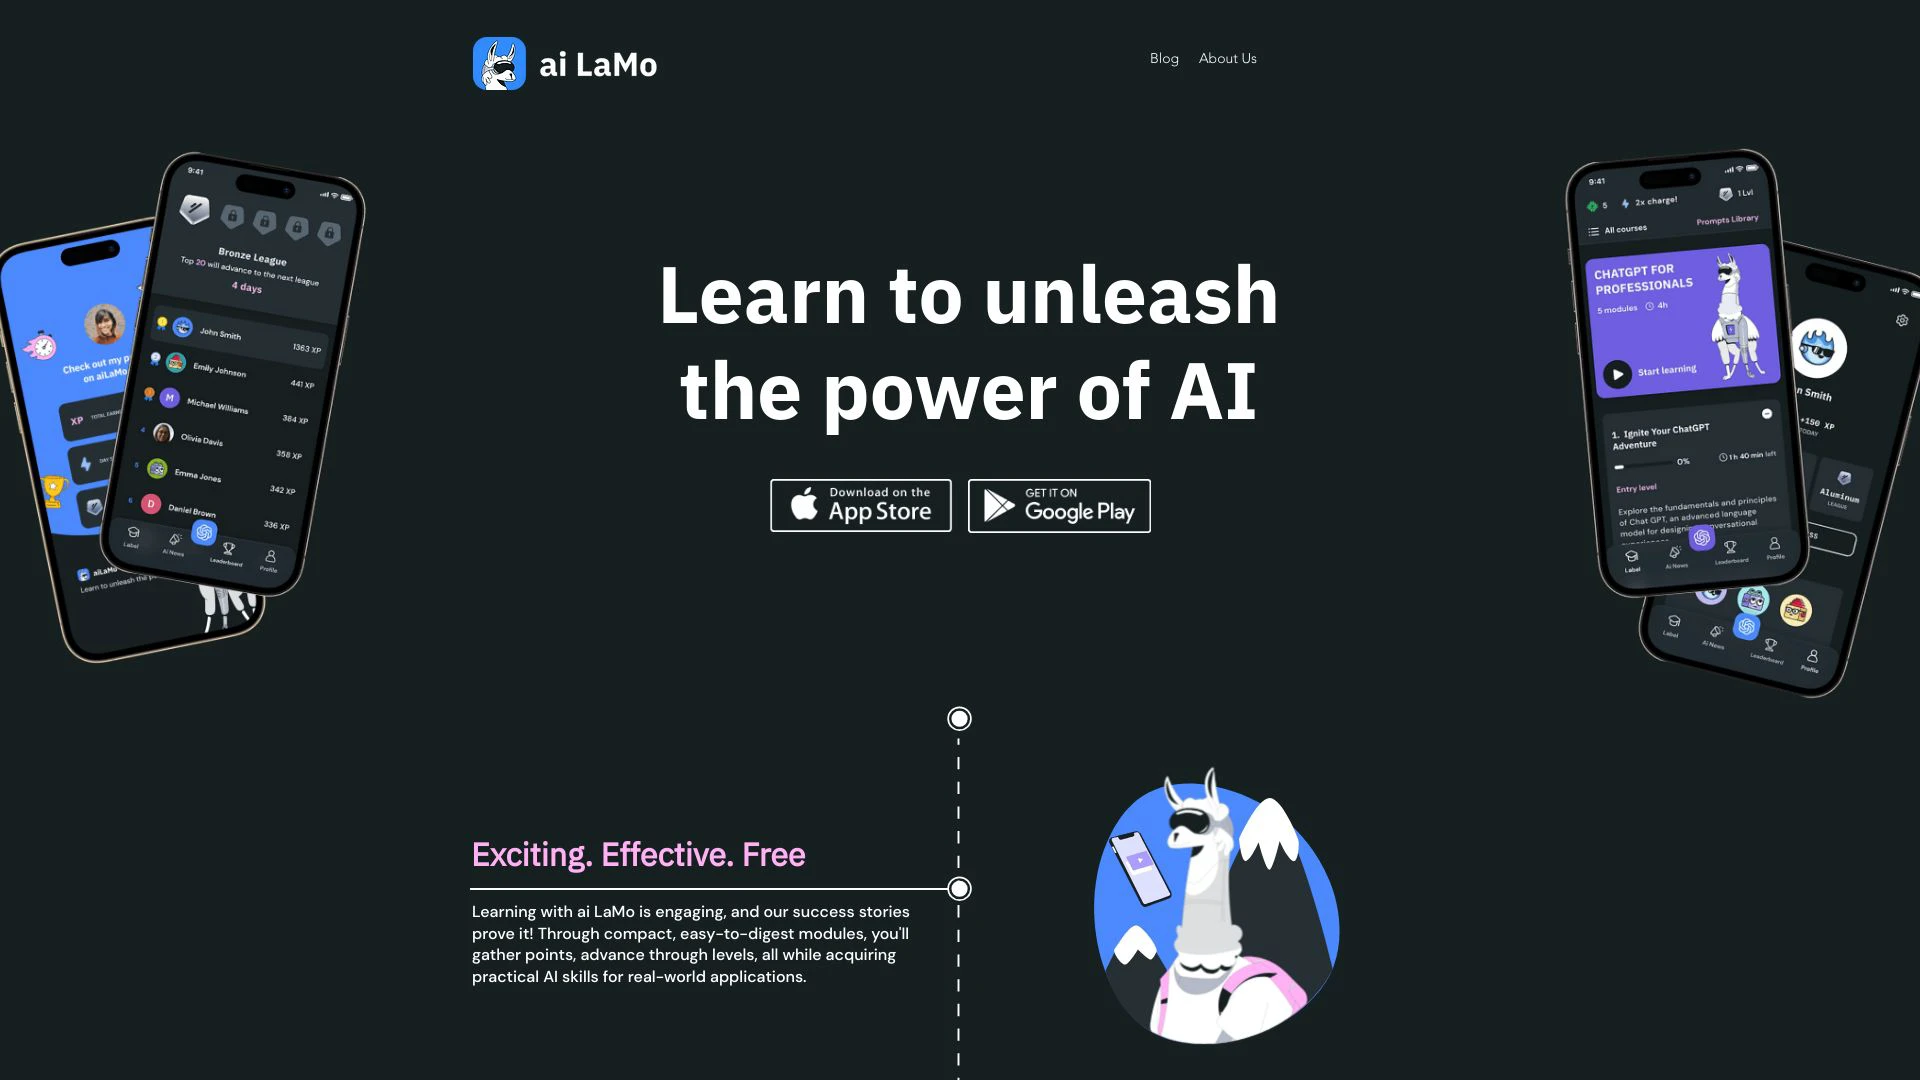 ai LaMo
Blog
About Us
Learn to unleash
the power of AI
Download on the
App Store
GET IT ON
Google Play
9:41
Bronze League
Top 20 will advance to the next league
4 days
John Smith
1363 XP
Emily Johnson
441 XP
M
Michael Williams
384 XP
4
Olivia Davis
358 XP
5
Emma Jones
342 XP
6
D
Daniel Brown
336 XP
Label
Ai News
Leaderboard
Profile
Check out my
on aiLaMo
XP
aiLaMo
Learn to unleash the
9:41
5
2x charge!
1 Lvl
All courses
Prompts Library
CHATGPT FOR
PROFESSIONALS
5 modules
4h
Start learning
1. Ignite Your ChatGPT
Adventure
0%
1 h 40 min left
Entry level
Explore the fundamentals and principles
of Chat GPT, an advanced language
model for
Label
Ai News
Leaderboard
Profile
Smith
+150 XP
TODAY
Aluminum
LEAGUE
Label
Ai News
Leaderboard
Profile
Exciting. Effective. Free
Learning with ai LaMo is engaging, and our success stories
prove it! Through compact, easy-to-digest modules, you'll
gather points, advance through levels, all while acquiring
practical AI skills for real-world applications.